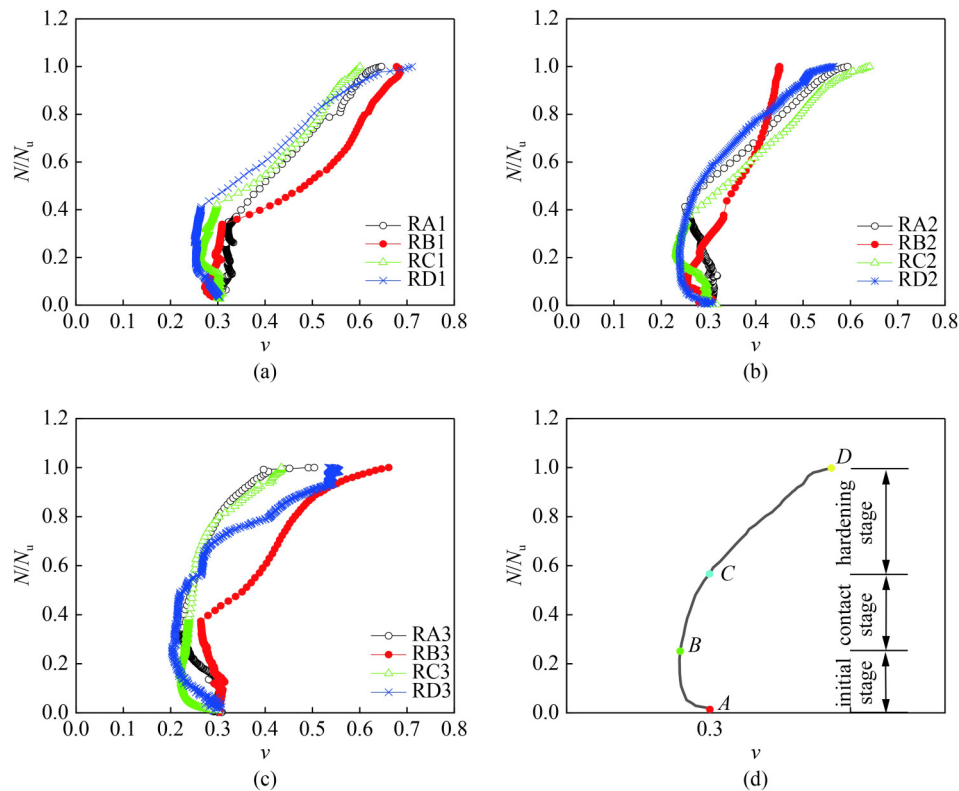 1.2
1.0
0.8
0.6
0.4
0.2
0.0
N/Nu
RA1
RB1
RC1
RD1
0.0 0.1 0.2 0.3 0.4 0.5 0.6 0.7 0.8
v
(a)
1.2
1.0
0.8
0.6
0.4
0.2
0.0
N/Nu
RA2
RB2
RC2
RD2
0.0 0.1 0.2 0.3 0.4 0.5 0.6 0.7 0.8
v
(b)
1.2
1.0
0.8
0.6
0.4
0.2
0.0
N/Nu
RA3
RB3
RC3
RD3
0.0 0.1 0.2 0.3 0.4 0.5 0.6 0.7 0.8
v
(c)
1.2
1.0
0.8
0.6
0.4
0.2
0.0
N/Nu
D
C
B
A
hardening
stage
contact
stage
initial
stage
0.3
v
(d)